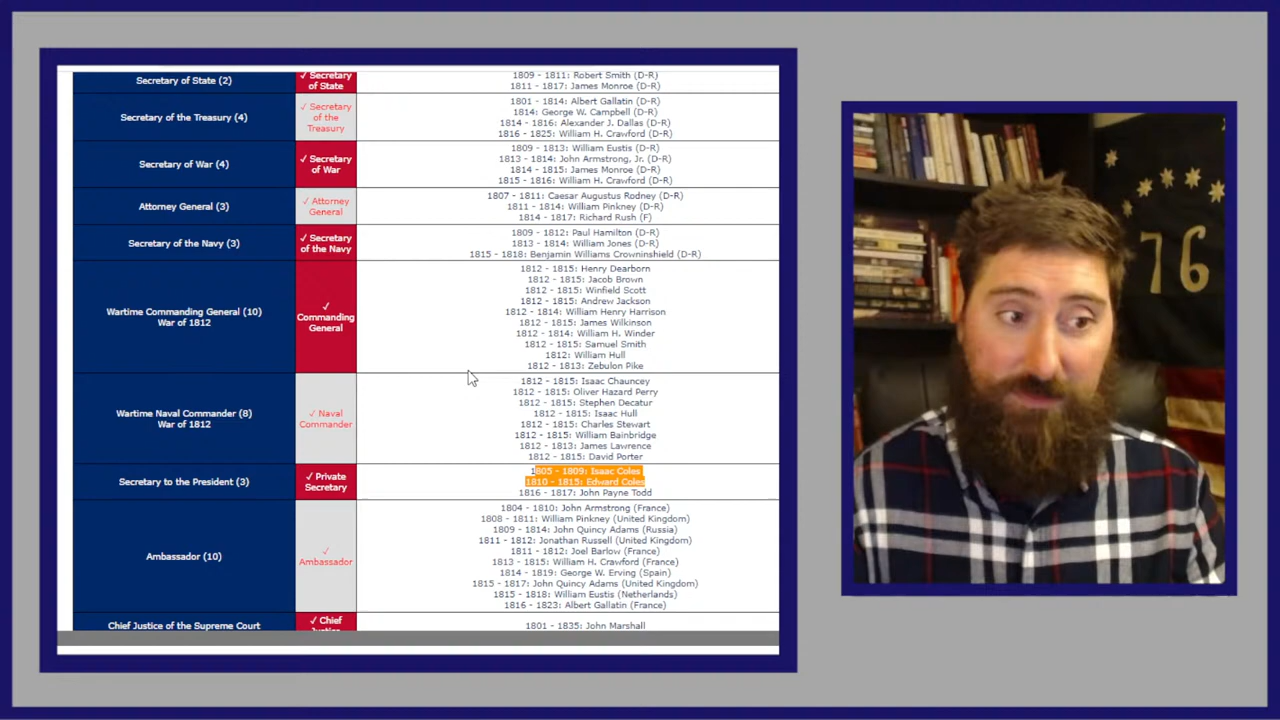 Secretary of State (2)
✓ Secretary
of State
1809 - 1811: Robert Smith (D-R)
1811 - 1817: James Monroe (D-R)
Secretary of the Treasury (4)
✓ Secretary
of the
Treasury
1801 - 1814: Albert Gallatin (D-R)
1814: George W. Campbell (D-R)
1814 - 1816: Alexander J. Dallas (D-R)
1816 - 1825: William H. Crawford (D-R)
Secretary of War (4)
✓ Secretary
of War
1809 - 1813: William Eustis (D-R)
1813 - 1814: John Armstrong, Jr. (D-R)
1814 - 1815: James Monroe (D-R)
1815 - 1816: William H. Crawford (D-R)
Attorney General (3)
✓ Attorney
General
1807 - 1811: Caesar Augustus Rodney (D-R)
1811 - 1814: William Pinkney (D-R)
1814 - 1817: Richard Rush (F)
Secretary of the Navy (3)
✓ Secretary
of the Navy
1809 - 1812: Paul Hamilton (D-R)
1813 - 1814: William Jones (D-R)
1815 - 1818: Benjamin Williams Crowninshield (D-R)
Wartime Commanding General (10)
War of 1812
✓
Commanding
General
1812 - 1815: Henry Dearborn
1812 - 1815: Jacob Brown
1812 - 1815: Winfield Scott
1812 - 1815: Andrew Jackson
1812 - 1814: William Henry Harrison
1812 - 1815: James Wilkinson
1812 - 1814: William H. Winder
1812 - 1815: Samuel Smith
1812: William Hull
1812 - 1813: Zebulon Pike
Wartime Naval Commander (8)
War of 1812
✓ Naval
Commander
1812 - 1815: Isaac Chauncey
1812 - 1815: Oliver Hazard Perry
1812 - 1815: Stephen Decatur
1812 - 1815: Isaac Hull
1812 - 1815: Charles Stewart
1812 - 1815: William Bainbridge
1812 - 1813: James Lawrence
1812 - 1815: David Porter
Secretary to the President (3)
✓ Private
Secretary
1805 - 1809: Isaac Coles
1810 - 1815: Edward Coles
1816 - 1817: John Payne Todd
Ambassador (10)
✓
Ambassador
1804 - 1810: John Armstrong (France)
1808 - 1811: William Pinkney (United Kingdom)
1809 - 1814: John Quincy Adams (Russia)
1811 - 1812: Jonathan Russell (United Kingdom)
1811 - 1812: Joel Barlow (France)
1813 - 1815: William H. Crawford (France)
1814 - 1819: George W. Erving (Spain)
1815 - 1817: John Quincy Adams (United Kingdom)
1815 - 1818: William Eustis (Netherlands)
1816 - 1823: Albert Gallatin (France)
Chief Justice of the Supreme Court
✓ Chief
1801 - 1835: John Marshall
76